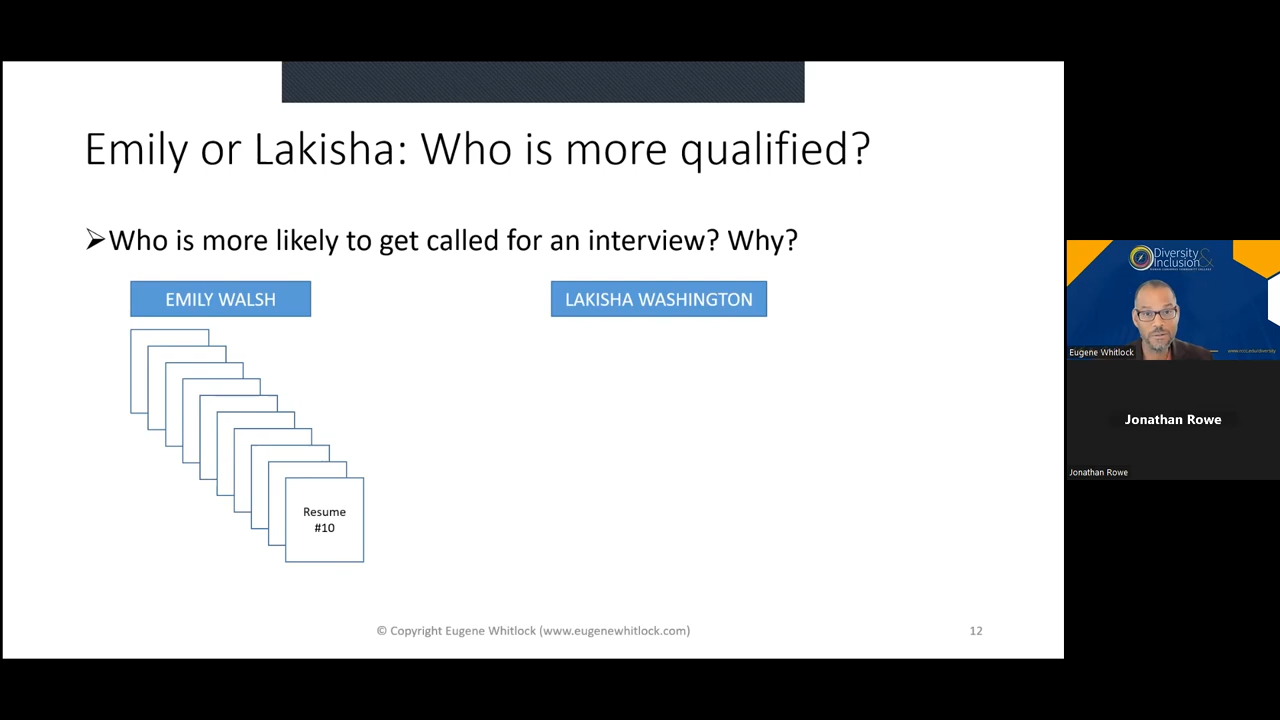 Emily or Lakisha: Who is more qualified?
➢Who is more likely to get called for an interview? Why?
EMILY WALSH
LAKISHA WASHINGTON
Resume
#10
© Copyright Eugene Whitlock (www.eugenewhitlock.com)
12
Diversity &
Inclusion
Eugene Whitlock
Jonathan Rowe
Jonathan Rowe